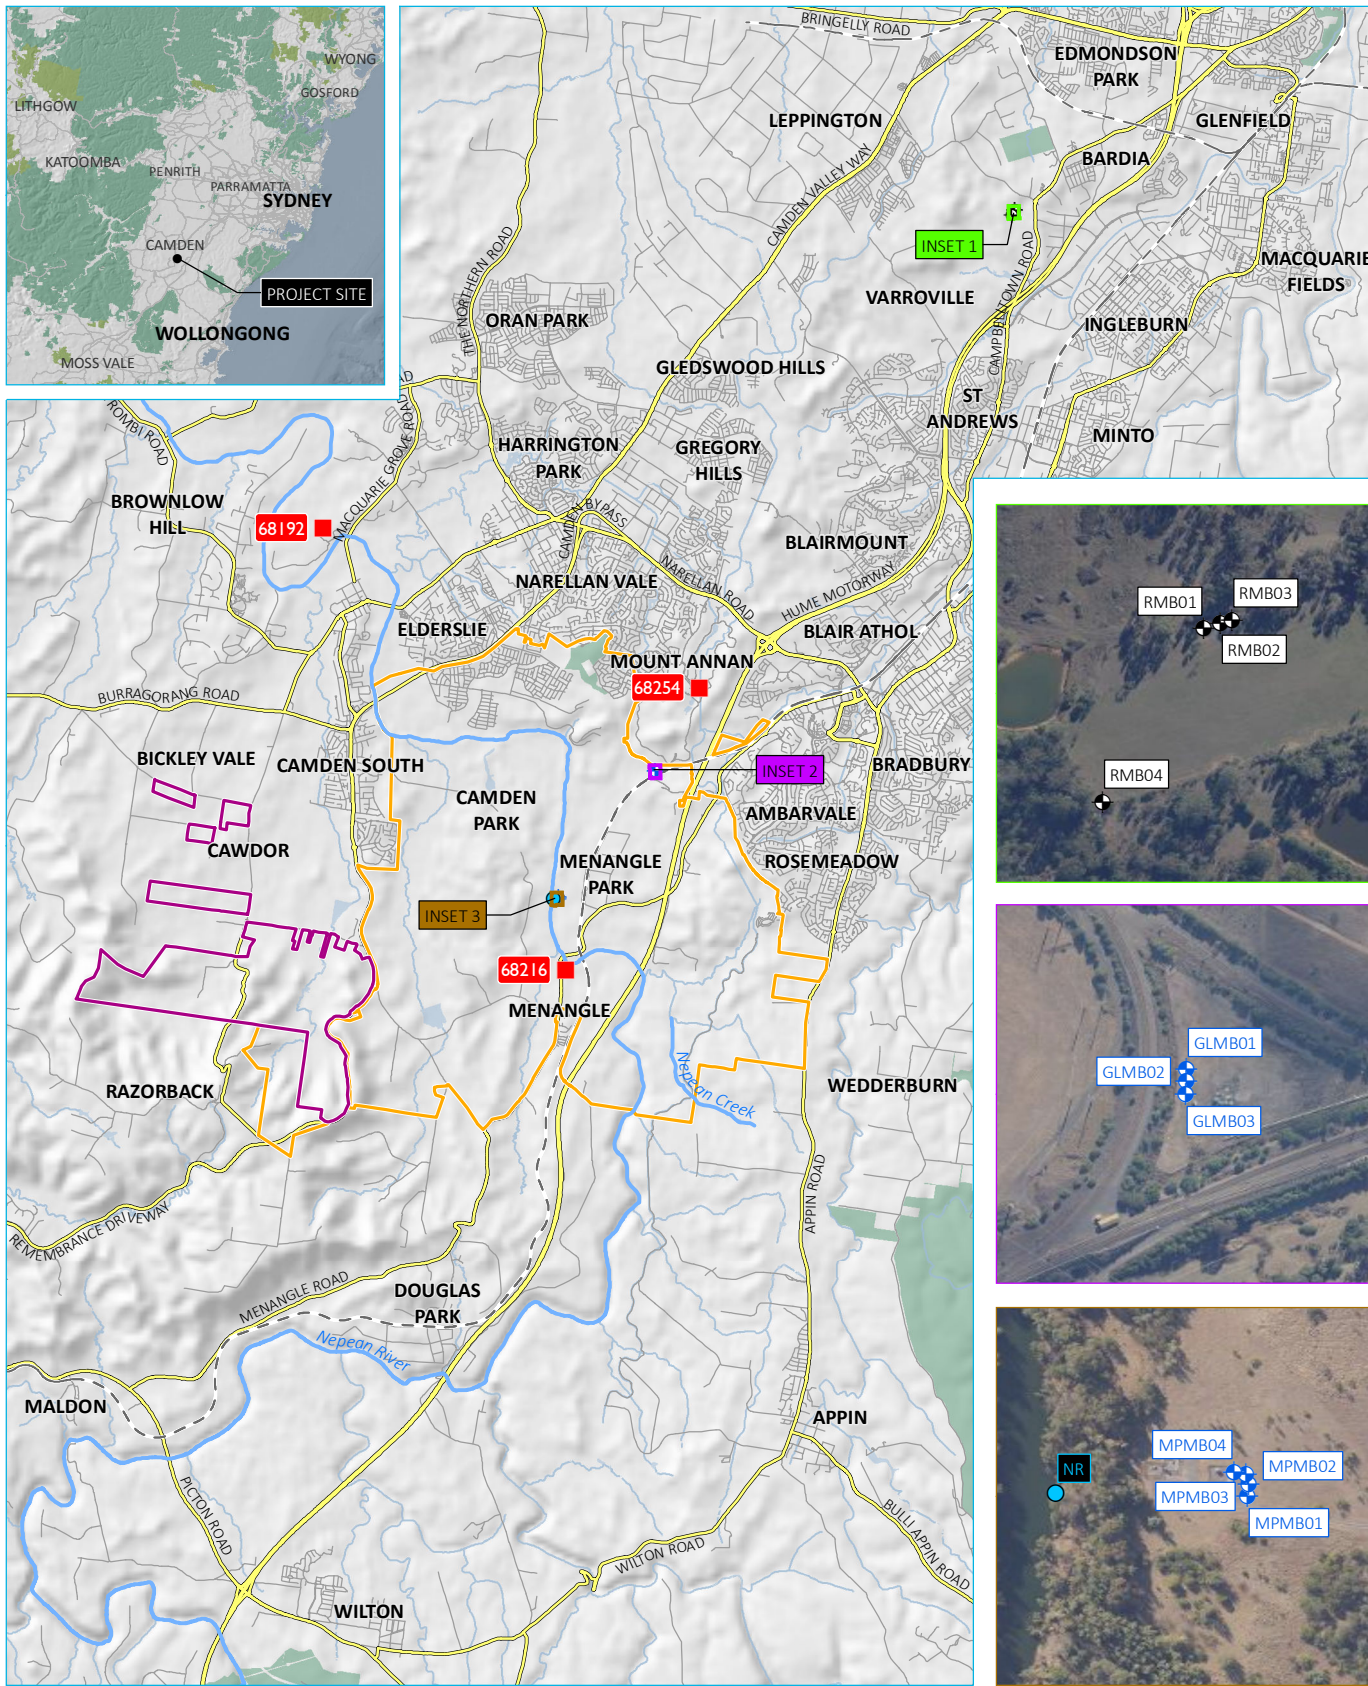 WYONG
GOSFORD
LITHGOW
KATOOMBA
PENRITH
PARRAMATTA
SYDNEY
CAMDEN
PROJECT SITE
WOLLONGONG
MOSS VALE
BRINGELLY ROAD
EDMONDSON
PARK
LEPPINGTON
GLENFIELD
BARDIA
CAMDEN VALLEY WAY
INSET 1
MACQUARIE
FIELDS
VARROVILLE
THE NORTHERN ROAD
ORAN PARK
CAMPBELLTOWN ROAD
INGLEBURN
GLEDSWOOD HILLS
ST
ANDREWS
MINTO
HARRINGTON
PARK
GREGORY
HILLS
ROMBI ROAD
MACQUARIE GROVE ROAD
AD
BROWNLOW
HILL
68192
CAMDEN BYPASS
BLAIRMOUNT
NARELLAN VALE
NARELLAN ROAD
HUME MOTORWAY
ELDERSLIE
BLAIR ATHOL
MOUNT ANNAN
68254
BURRAGORANG ROAD
BICKLEY VALE
CAMDEN SOUTH
INSET 2
BRADBURY
CAMDEN
PARK
AMBARVALE
CAWDOR
MENANGLE
PARK
ROSEMEADOW
INSET 3
68216
MENANGLE
RAZORBACK
Nepean Creek
WEDDERBURN
REMEMBRANCE DRIVEWAY
APPIN ROAD
MENANGLE ROAD
DOUGLAS
PARK
Nepean River
MALDON
APPIN
PICTON ROAD
BULLI APPIN ROAD
WILTON ROAD
WILTON
RMB01
RMB03
RMB02
RMB04
GLMB01
GLMB02
GLMB03
MPMB04
NR
MPMB02
MPMB03
MPMB01